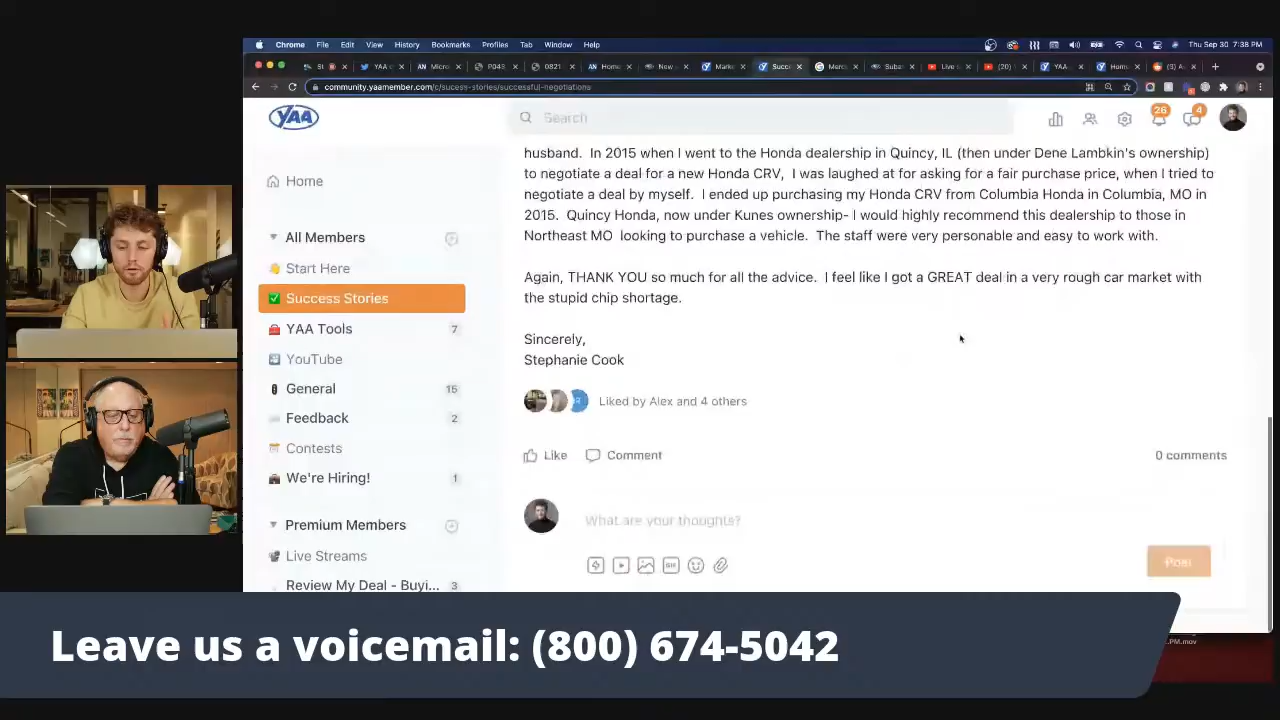 Chrome File Edit View History Bookmarks Profiles Tab Window Help
Thu Sep 30 7:38 PM
community.yaamember.com/c/sucess-stories/successful-negotiations
YAA
Search
26
4
Home
All Members
Start Here
Success Stories
YAA Tools 7
YouTube
General 15
Feedback 2
Contests
We're Hiring! 1
Premium Members
Live Streams
Review My Deal - Buyi... 3
husband. In 2015 when I went to the Honda dealership in Quincy, IL (then under Dene Lambkin's ownership)
to negotiate a deal for a new Honda CRV, I was laughed at for asking for a fair purchase price, when I tried to
negotiate a deal by myself. I ended up purchasing my Honda CRV from Columbia Honda in Columbia, MO in
2015. Quincy Honda, now under Kunes ownership- I would highly recommend this dealership to those in
Northeast MO looking to purchase a vehicle. The staff were very personable and easy to work with.
Again, THANK YOU so much for all the advice. I feel like I got a GREAT deal in a very rough car market with
the stupid chip shortage.
Sincerely,
Stephanie Cook
Liked by Alex and 4 others
Like Comment 0 comments
What are your thoughts?
GIF
Post
PM.mov
Leave us a voicemail: (800) 674-5042